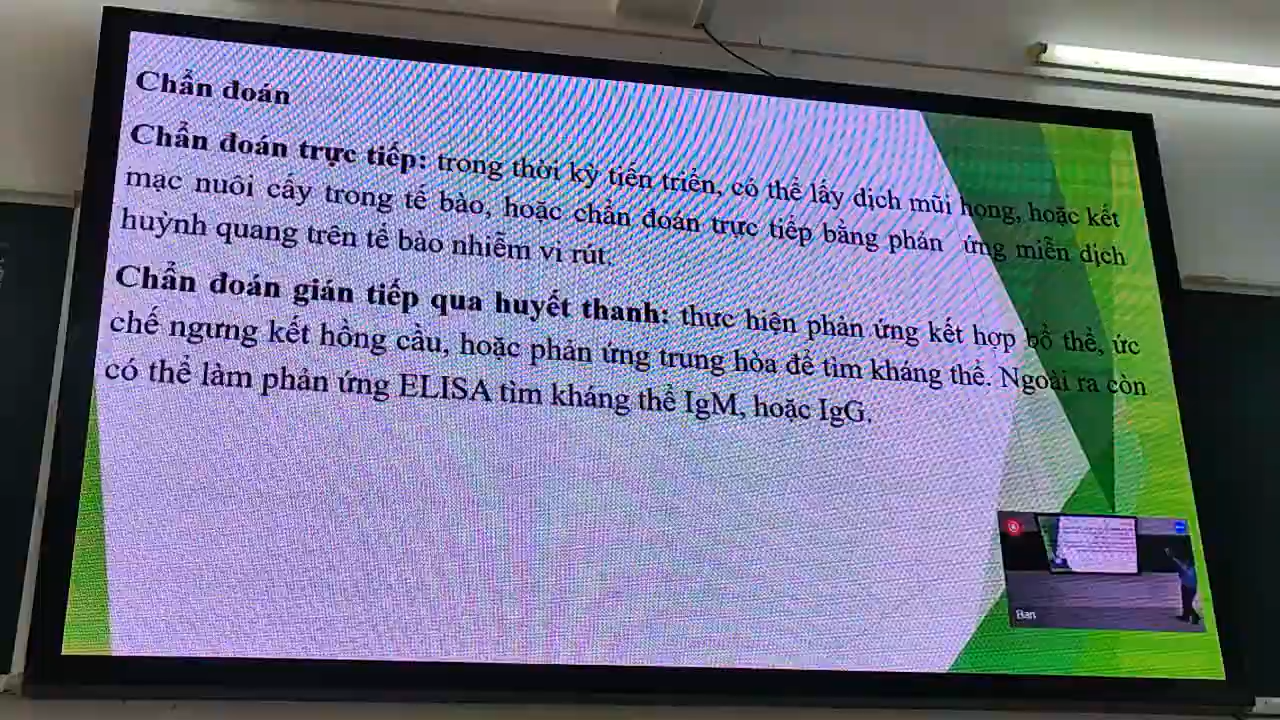 Chẩn đoán
Chẩn đoán trực tiếp: trong thời kỳ tiến triển, có thể lấy dịch mũi họng, hoặc kết
mạc nuôi cấy trong tế bào, hoặc chẩn đoán trực tiếp bằng phản ứng miễn dịch
huỳnh quang trên tế bào nhiễm vi rút.
Chẩn đoán gián tiếp qua huyết thanh: thực hiện phản ứng kết hợp bổ thể, ức
chế ngưng kết hồng cầu, hoặc phản ứng trung hòa để tìm kháng thể. Ngoài ra còn
có thể làm phản ứng ELISA tìm kháng thể IgM, hoặc IgG.
Bạn